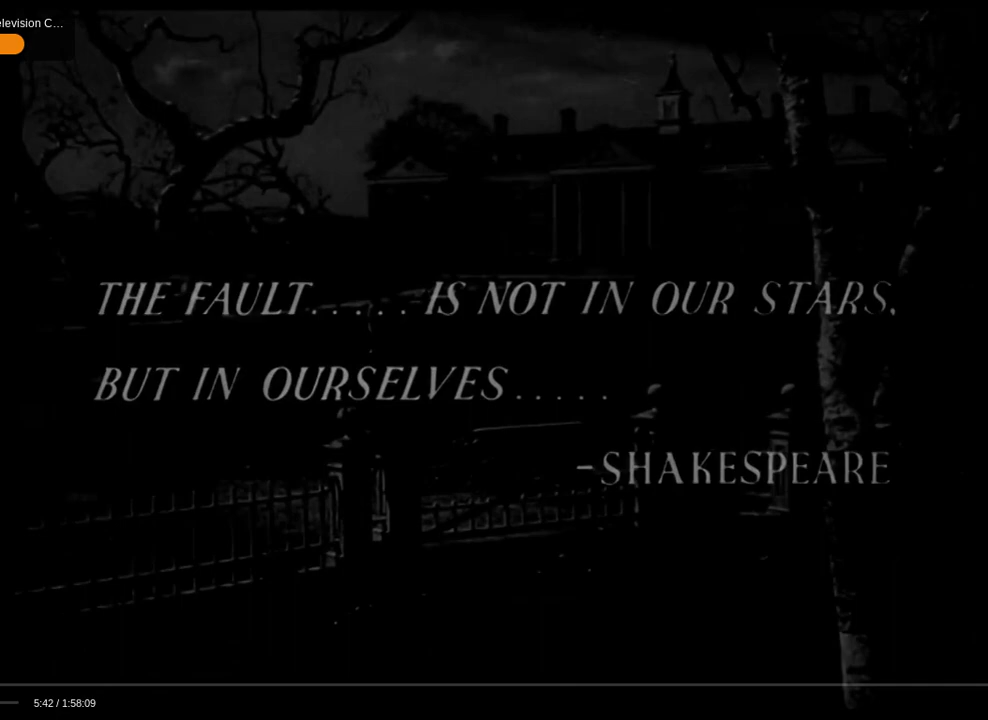 elevision C...
THE FAULT.....IS NOT IN OUR STARS,
BUT IN OURSELVES.....
-SHAKESPEARE
5:42 / 1:58:09